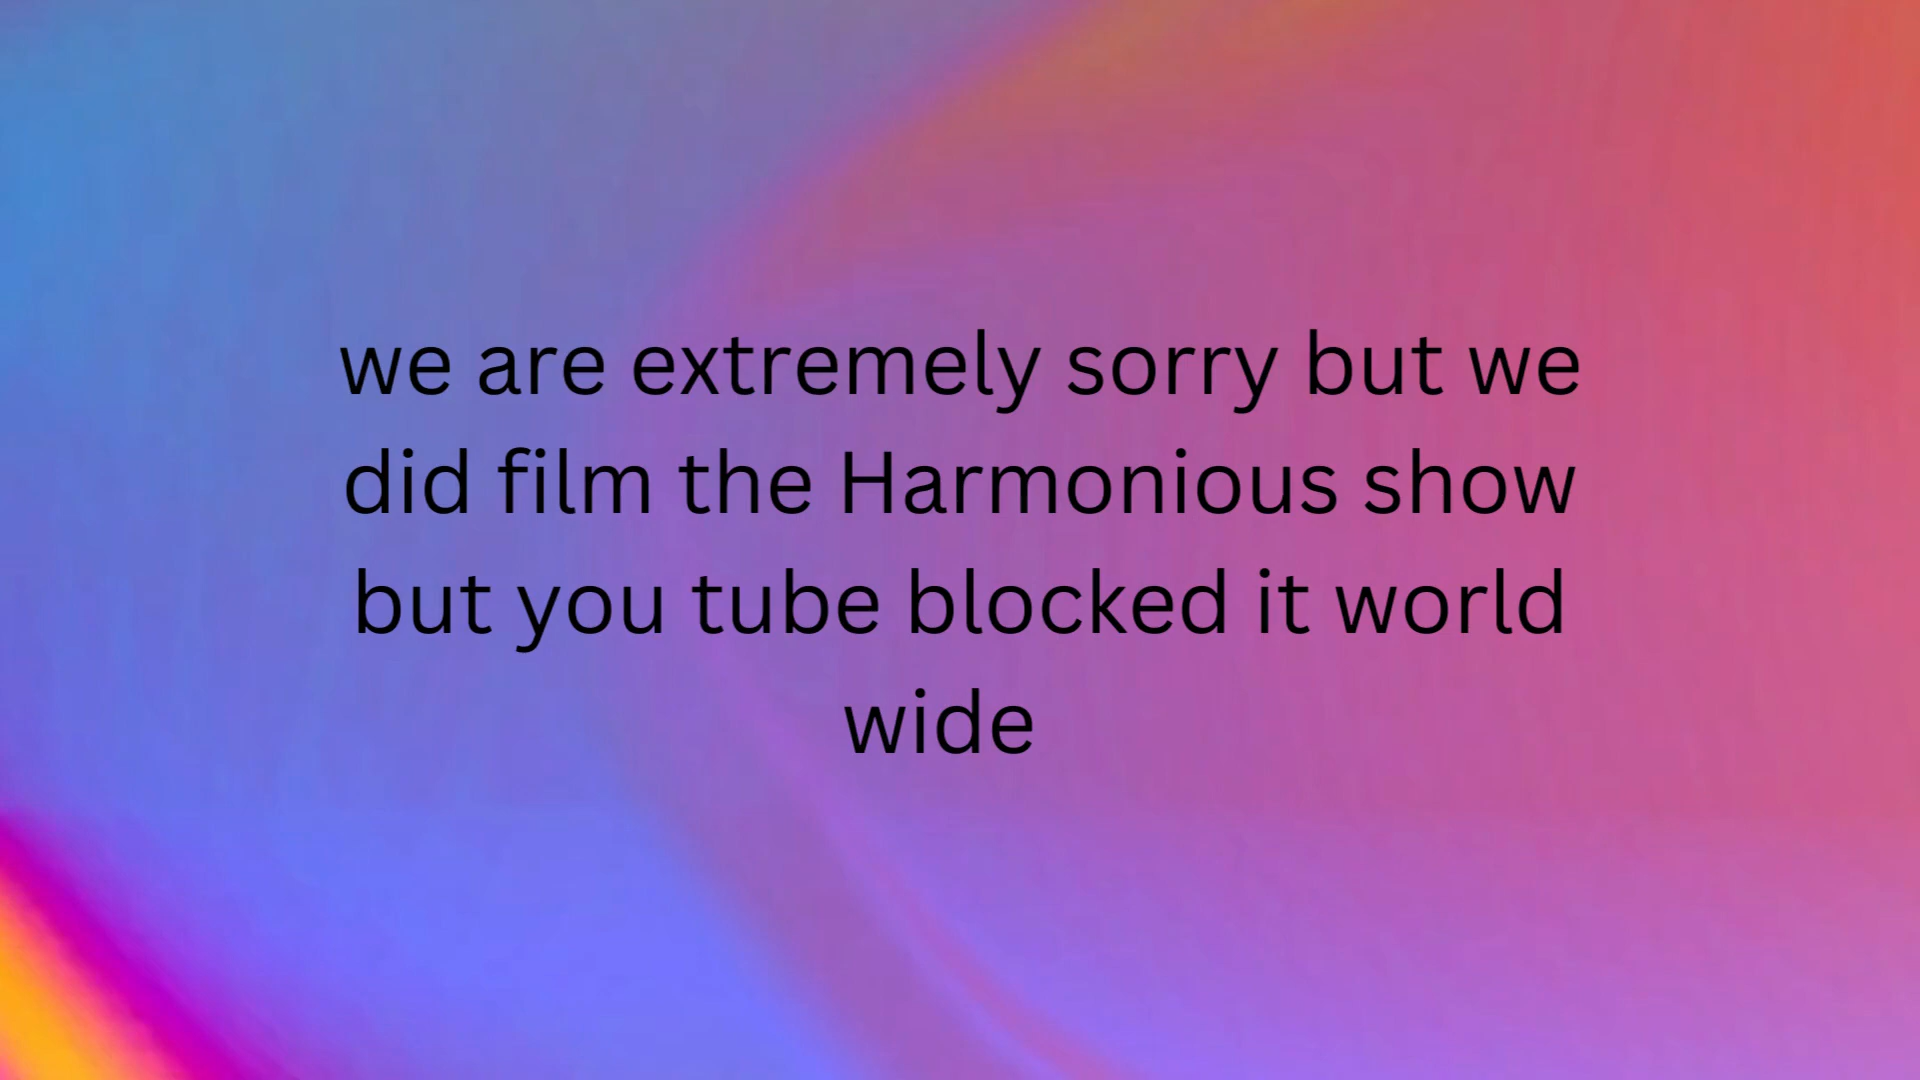 we are extremely sorry but we
did film the Harmonious show
but you tube blocked it world
wide